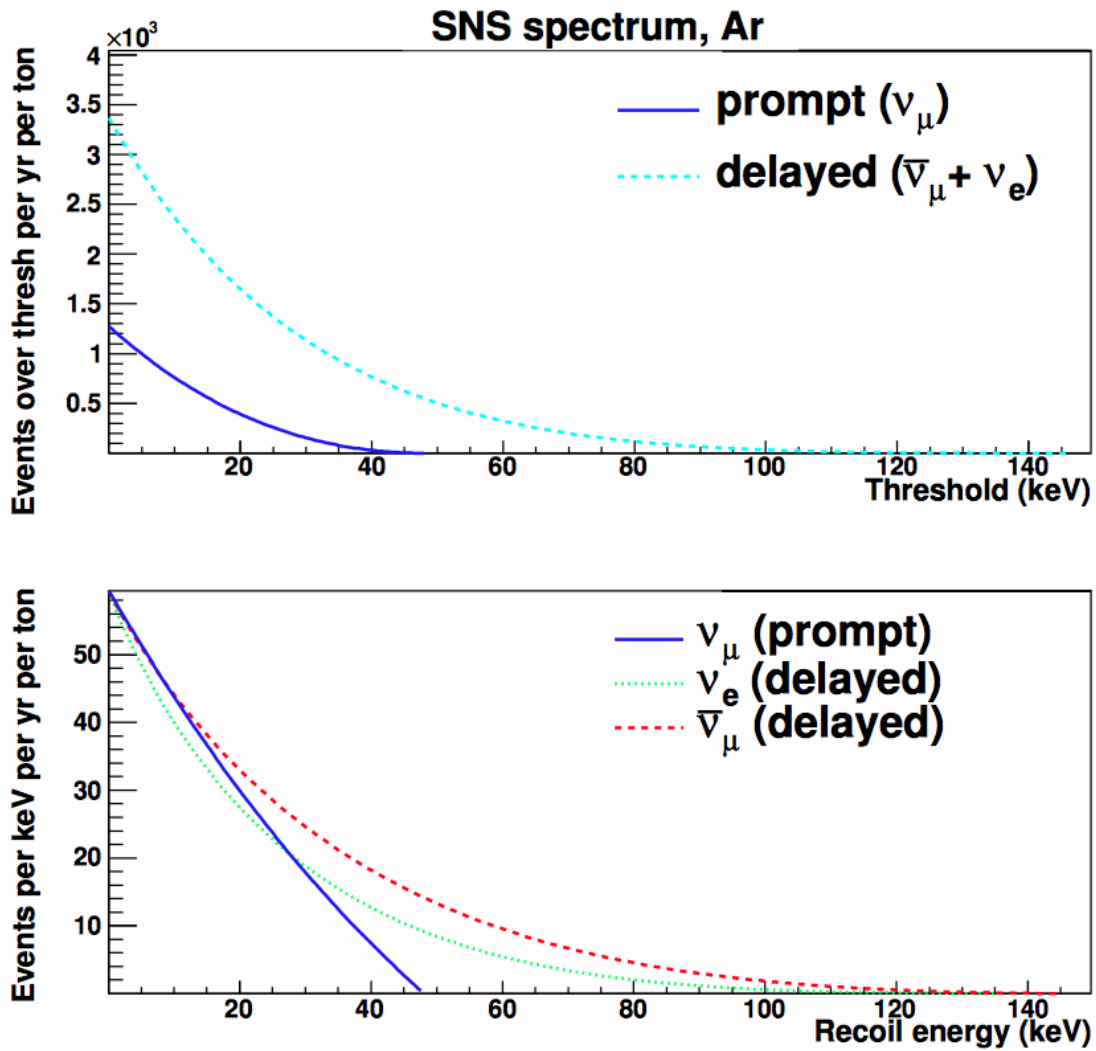 SNS spectrum, Ar
×10³
Events over thresh per yr per ton
4
3.5
3
2.5
2
1.5
1
0.5
prompt (νμ)
delayed (ν̅μ+ νe)
20 40 60 80 100 120 140
Threshold (keV)
Events per keV per yr per ton
50
40
30
20
10
νμ (prompt)
νe (delayed)
ν̅μ (delayed)
20 40 60 80 100 120 140
Recoil energy (keV)